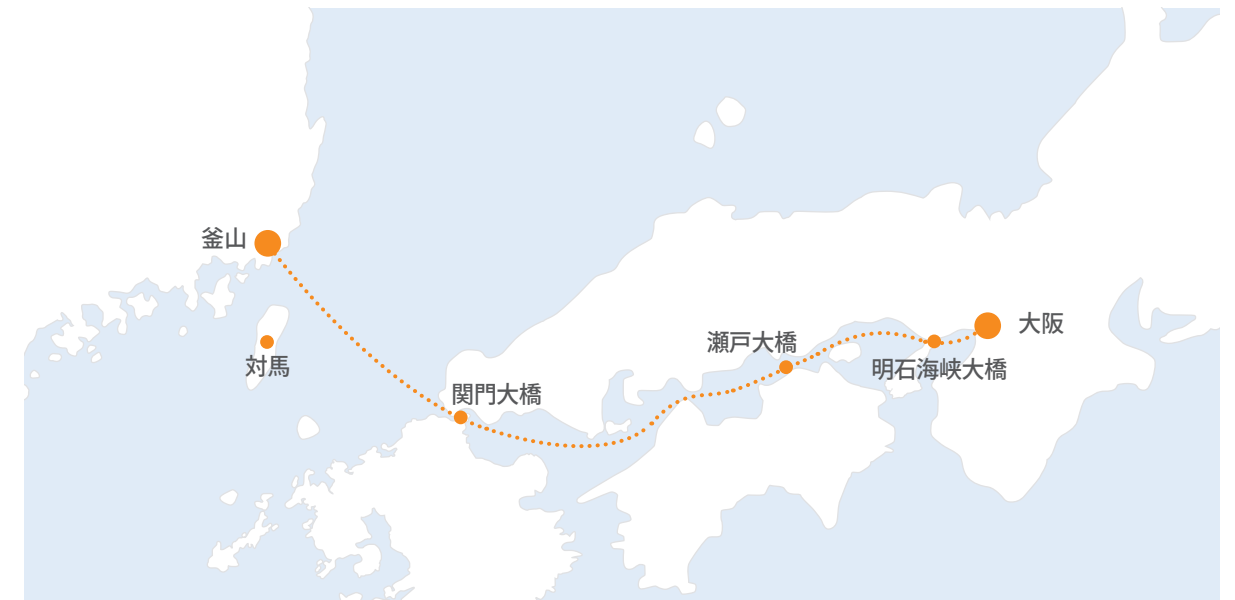 釜山
対馬
関門大橋
瀬戸大橋
明石海峡大橋
大阪